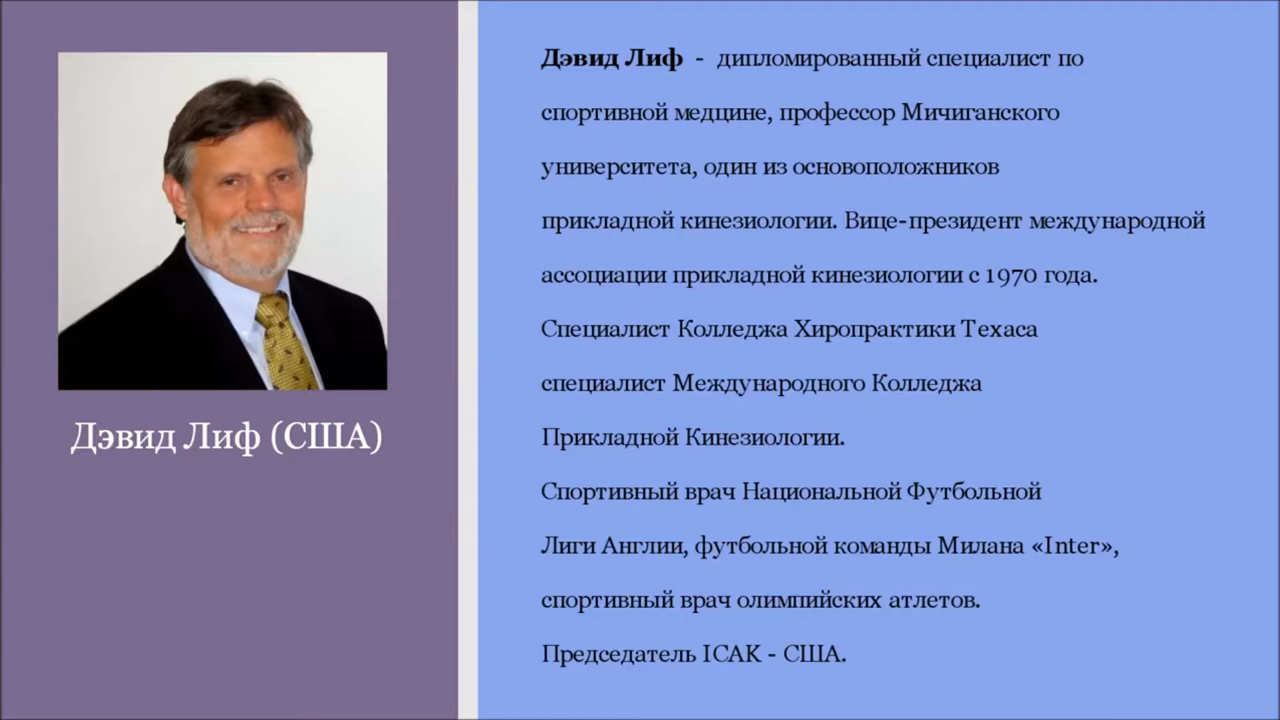 Дэвид Лиф (США)
Дэвид Лиф - дипломированный специалист по
спортивной медцине, профессор Мичиганского
университета, один из основоположников
прикладной кинезиологии. Вице-президент международной
ассоциации прикладной кинезиологии с 1970 года.
Специалист Колледжа Хиропрактики Техаса
специалист Международного Колледжа
Прикладной Кинезиологии.
Спортивный врач Национальной Футбольной
Лиги Англии, футбольной команды Милана «Inter»,
спортивный врач олимпийских атлетов.
Председатель ICAK - США.